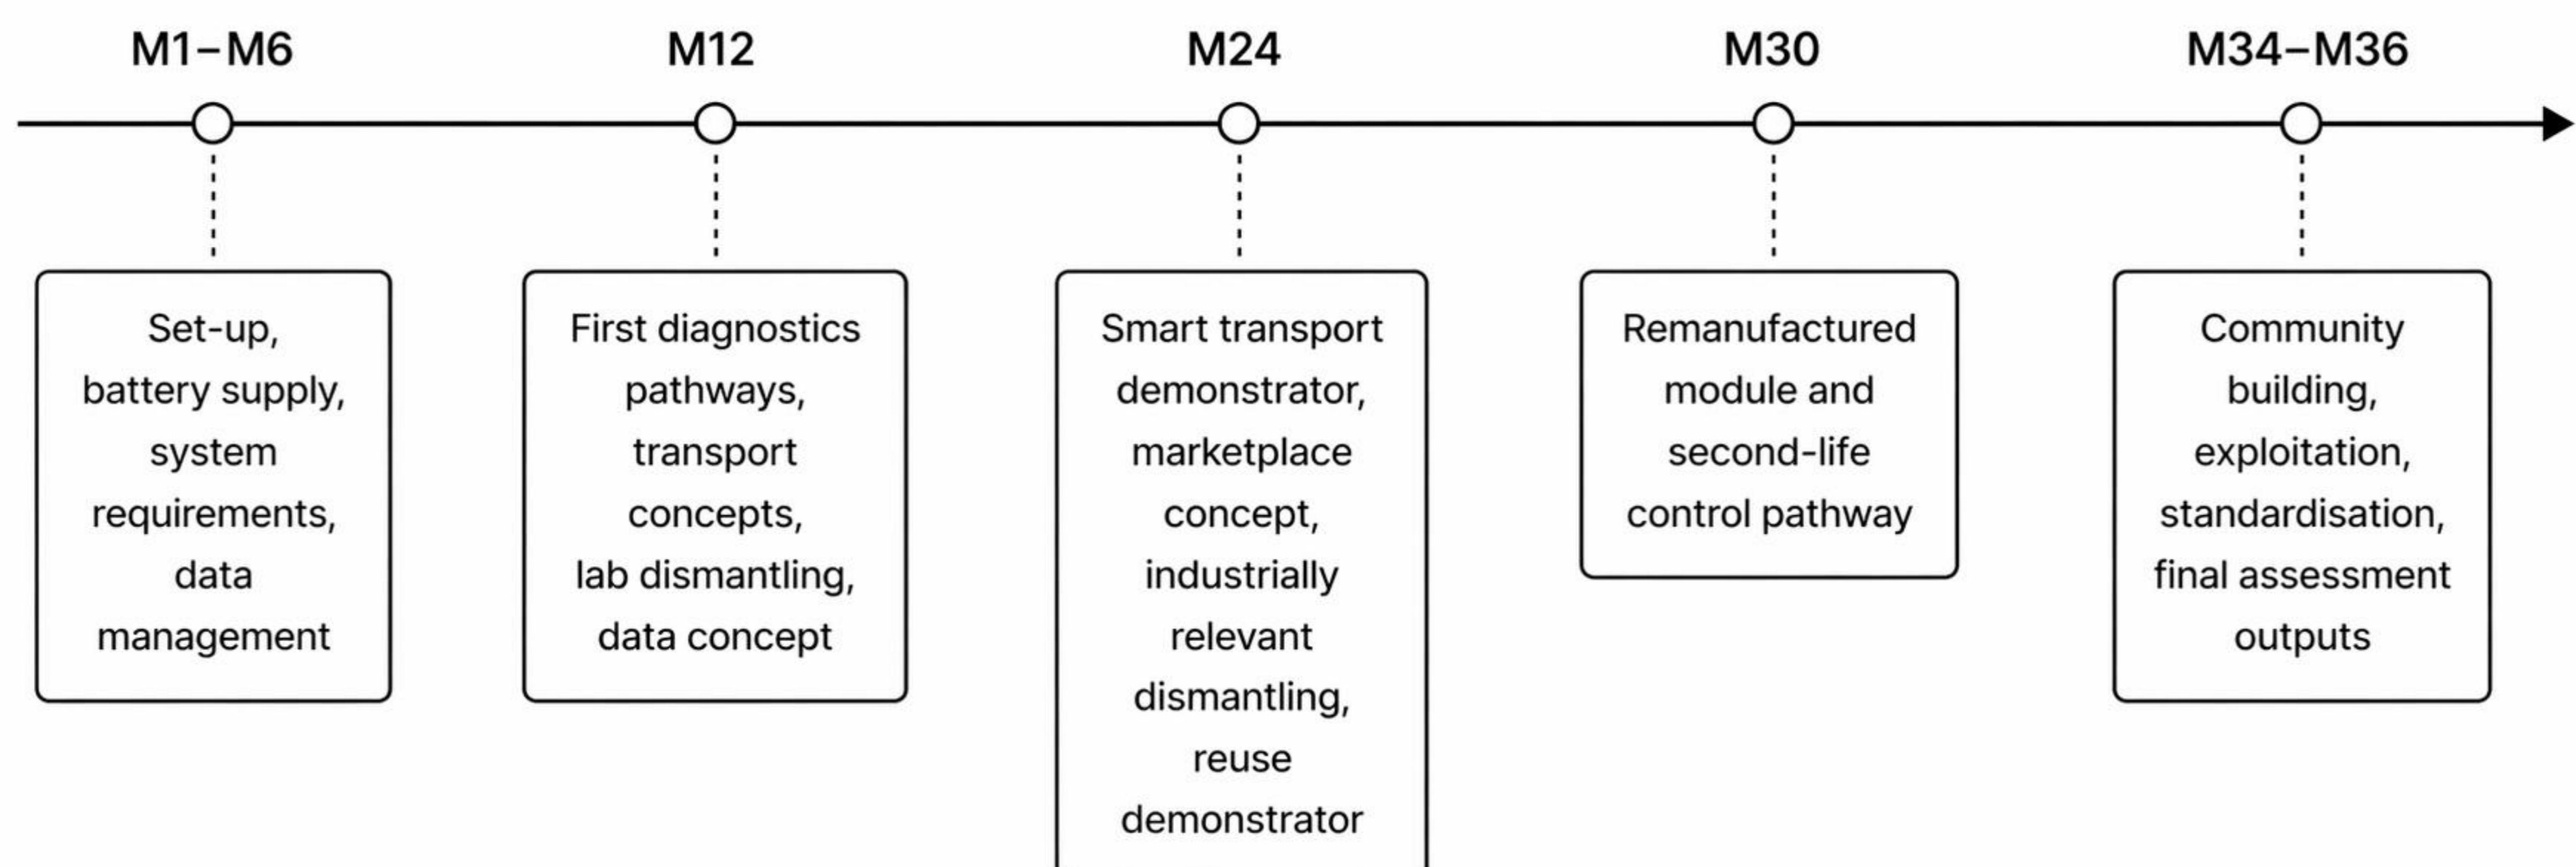 M1–M6
Set-up,
battery supply,
system
requirements,
data
management
M12
First diagnostics
pathways,
transport
concepts,
lab dismantling,
data concept
M24
Smart transport
demonstrator,
marketplace
concept,
industrially
relevant
dismantling,
reuse
demonstrator
M30
Remanufactured
module and
second-life
control pathway
M34–M36
Community
building,
exploitation,
standardisation,
final assessment
outputs